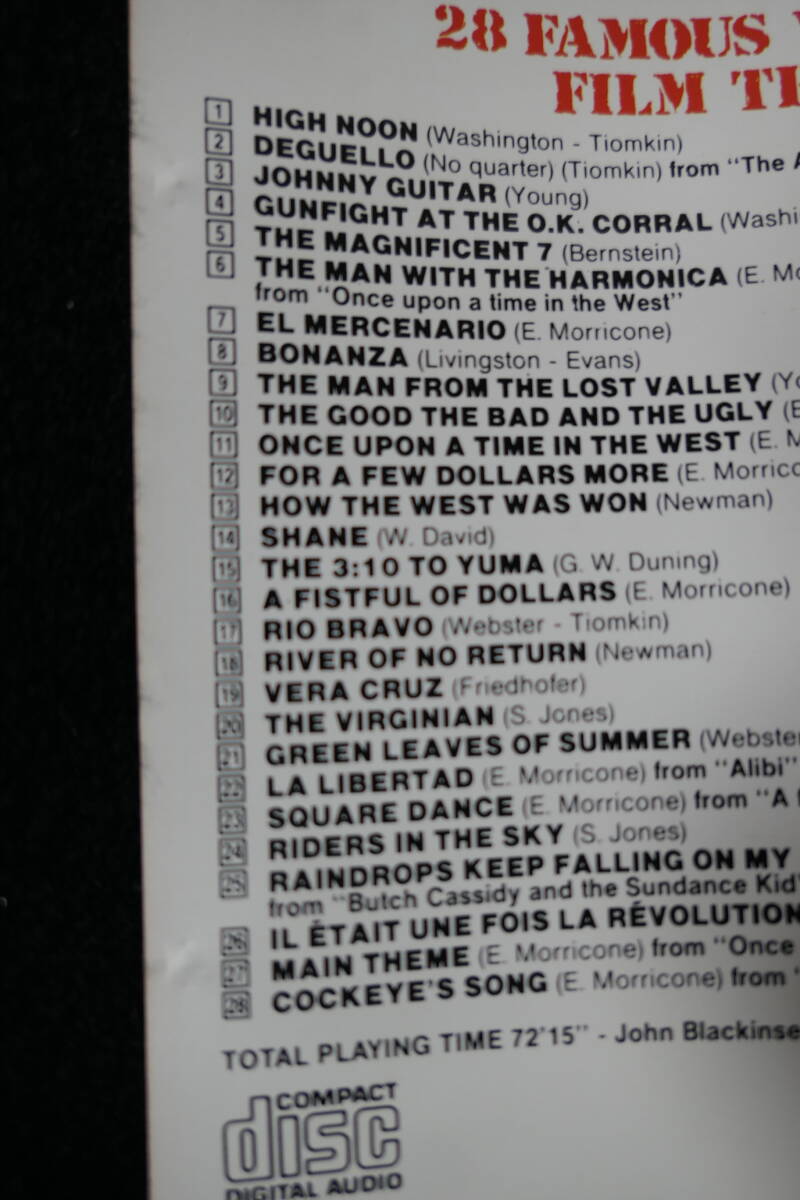 28 FAMOUS
FILM
1 HIGH NOON (Washington - Tiomkin)
2 DEGUELLO (No quarter) (Tiomkin) from "The
3 JOHNNY GUITAR (Young)
4 GUNFIGHT AT THE O.K. CORRAL (Washi
5 THE MAGNIFICENT 7 (Bernstein)
6 THE MAN WITH THE HARMONICA (E. Mo
from "Once upon a time in the West"
7 EL MERCENARIO (E. Morricone)
8 BONANZA (Livingston - Evans)
9 THE MAN FROM THE LOST VALLEY (Yo
10 THE GOOD THE BAD AND THE UGLY (E
11 ONCE UPON A TIME IN THE WEST (E. M
12 FOR A FEW DOLLARS MORE (E. Morrico
13 HOW THE WEST WAS WON (Newman)
14 SHANE (W. David)
15 THE 3:10 TO YUMA (G. W. Duning)
16 A FISTFUL OF DOLLARS (E. Morricone)
17 RIO BRAVO (Webster - Tiomkin)
18 RIVER OF NO RETURN (Newman)
19 VERA CRUZ (Friedhofer)
20 THE VIRGINIAN (S. Jones)
21 GREEN LEAVES OF SUMMER (Webster
22 LA LIBERTAD (E. Morricone) from "Alibi"
23 SQUARE DANCE (E. Morricone) from "A
24 RIDERS IN THE SKY (S. Jones)
25 RAINDROPS KEEP FALLING ON MY
from "Butch Cassidy and the Sundance Kid"
26 IL ÉTAIT UNE FOIS LA RÉVOLUTION
27 MAIN THEME (E. Morricone) from "Once
28 COCKEYE'S SONG (E. Morricone) from "
TOTAL PLAYING TIME 72'15" - John Blackinse
COMPACT
disc
DIGITAL AUDIO